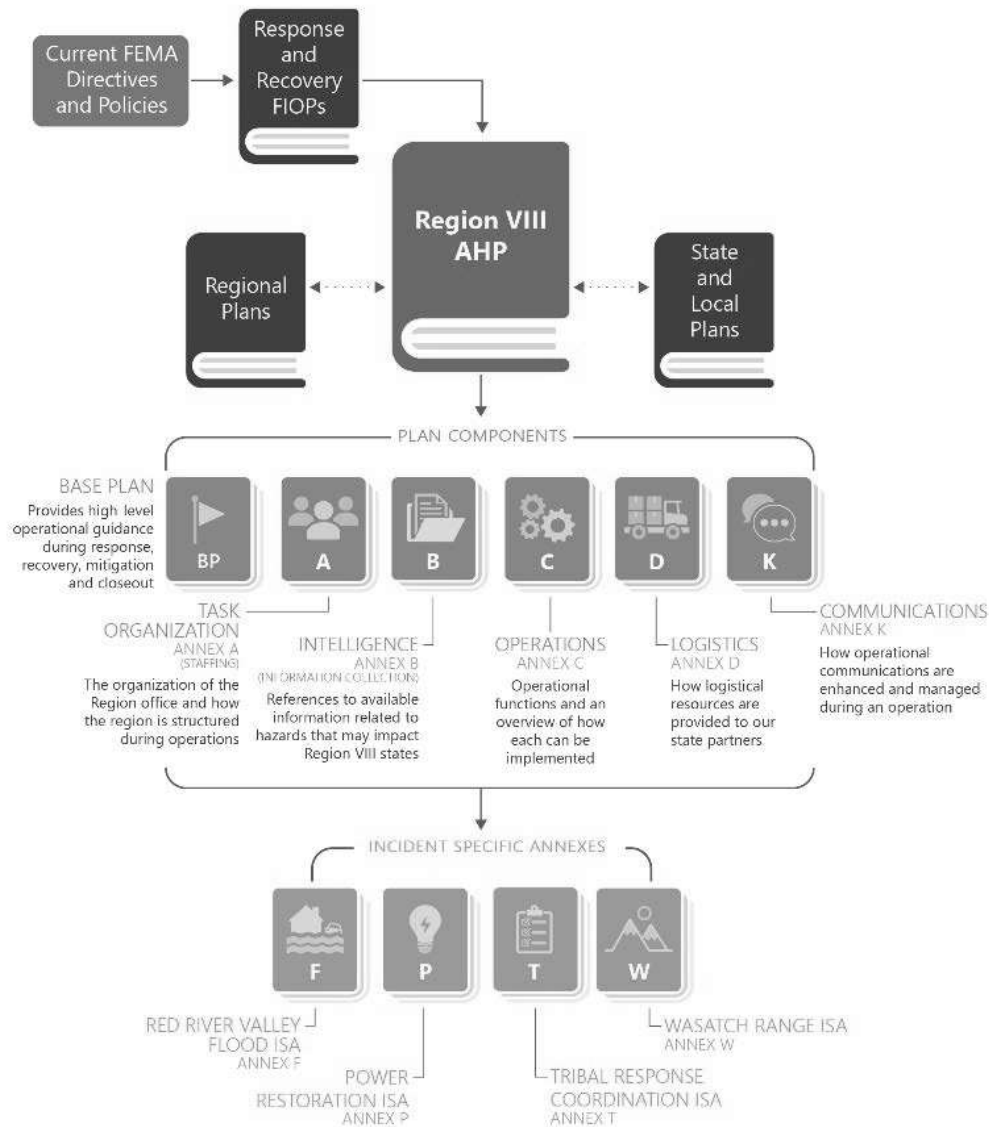 Current FEMA
Directives
and Policies
Response
and
Recovery
FIOPs
Region VIII
AHP
Regional
Plans
State
and
Local
Plans
PLAN COMPONENTS
BASE PLAN
Provides high level
operational guidance
during response,
recovery, mitigation
and closeout
BP
A
B
C
D
K
TASK
ORGANIZATION
ANNEX A
(STAFFING)
The organization of the
Region office and how
the region is structured
during operations
INTELLIGENCE
ANNEX B
(INFORMATION COLLECTION)
References to available
information related to
hazards that may impact
Region VIII states
OPERATIONS
ANNEX C
Operational
functions and an
overview of how
each can be
implemented
LOGISTICS
ANNEX D
How logistical
resources are
provided to our
state partners
COMMUNICATIONS
ANNEX K
How operational
communications are
enhanced and managed
during an operation
INCIDENT SPECIFIC ANNEXES
F
P
T
W
RED RIVER VALLEY
FLOOD ISA
ANNEX F
POWER
RESTORATION ISA
ANNEX P
TRIBAL RESPONSE
COORDINATION ISA
ANNEX T
WASATCH RANGE ISA
ANNEX W